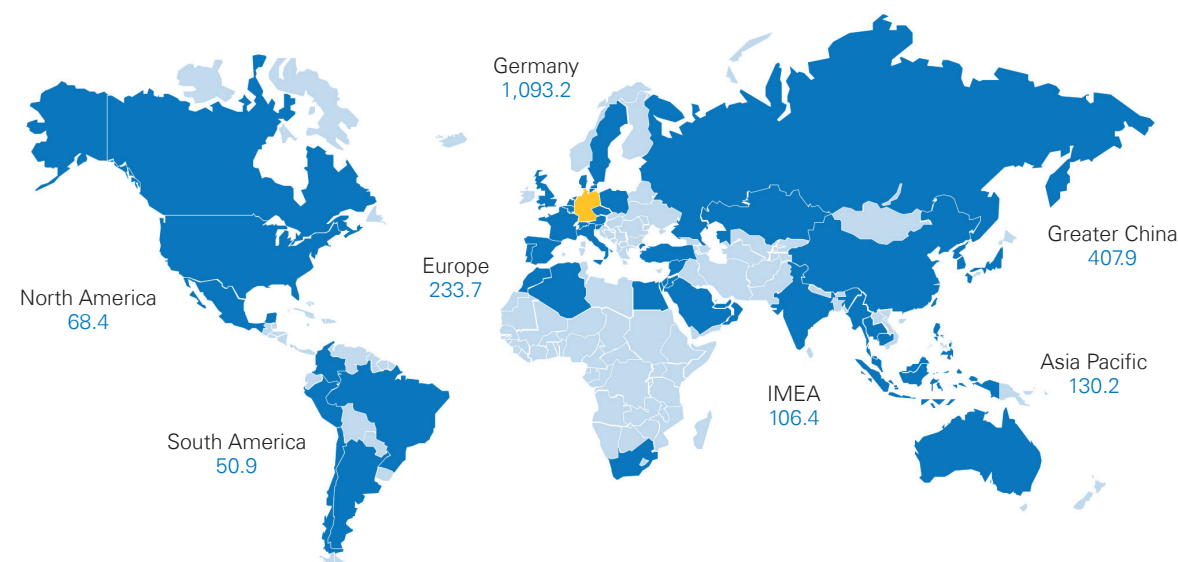 Germany
1,093.2
Greater China
407.9
Europe
233.7
North America
68.4
Asia Pacific
130.2
IMEA
106.4
South America
50.9